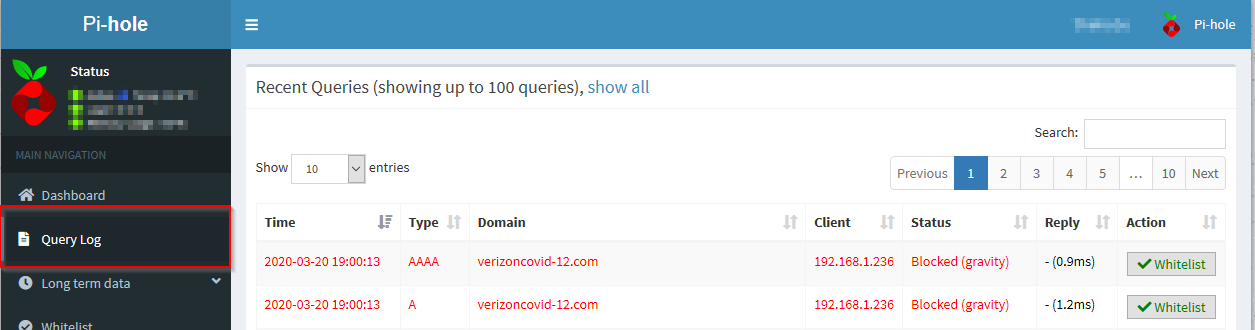 Pi-hole
Pi-hole
Status
MAIN NAVIGATION
Dashboard
Query Log
Long term data
Whitelist
Recent Queries (showing up to 100 queries), show all
Search:
Show 10 entries
Previous 1 2 3 4 5 ... 10 Next
Time Type Domain Client Status Reply Action
2020-03-20 19:00:13 AAAA verizoncovid-12.com 192.168.1.236 Blocked (gravity) - (0.9ms) Whitelist
2020-03-20 19:00:13 A verizoncovid-12.com 192.168.1.236 Blocked (gravity) - (1.2ms) Whitelist